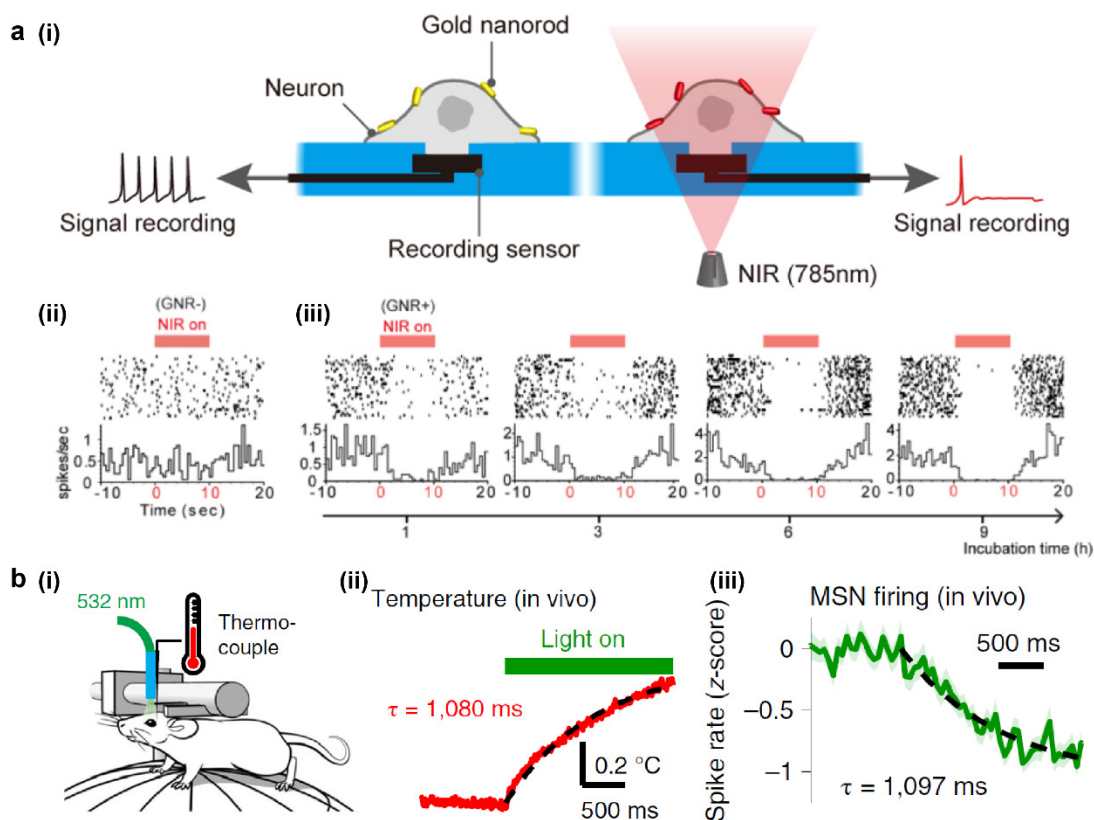 a (i)
Gold nanorod
Neuron
Signal recording
Recording sensor
NIR (785nm)
Signal recording
(ii)
(GNR-)
NIR on
spikes/sec
1
0.5
0
-10 0 10 20
Time (sec)
(iii)
(GNR+)
NIR on
1.5
1.0
0.5
0
-10 0 10 20
2
1
0
-10 0 10 20
4
2
0
-10 0 10 20
4
2
0
-10 0 10 20
1 3 6 9
Incubation time (h)
b (i)
532 nm
Thermo-
couple
(ii)
Temperature (in vivo)
Light on
τ = 1,080 ms
0.2 °C
500 ms
(iii)
MSN firing (in vivo)
500 ms
Spike rate (z-score)
0
−0.5
−1
τ = 1,097 ms